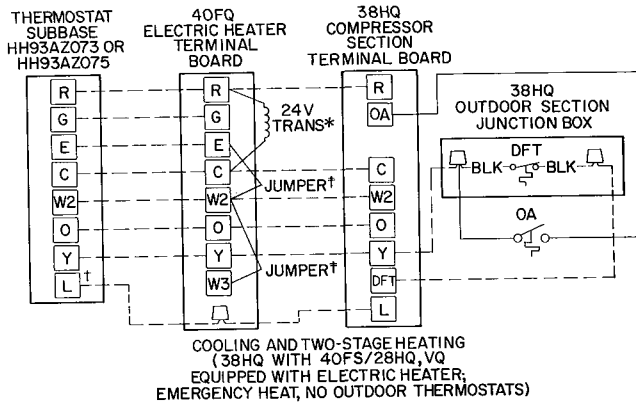 THERMOSTAT
SUBBASE
HH93AZ073 OR
HH93AZ075
40FQ
ELECTRIC HEATER
TERMINAL
BOARD
38HQ
COMPRESSOR
SECTION
TERMINAL BOARD
38HQ
OUTDOOR SECTION
JUNCTION BOX
R
G
E
C
W2
O
Y
L †
R
G
E
C
W2
O
Y
W3
24V
TRANS*
JUMPER‡
JUMPER‡
R
OA
C
W2
O
Y
DFT
L
DFT
BLK BLK
OA
COOLING AND TWO-STAGE HEATING
(38HQ WITH 40FS/28HQ, VQ
EQUIPPED WITH ELECTRIC HEATER;
EMERGENCY HEAT, NO OUTDOOR THERMOSTATS)